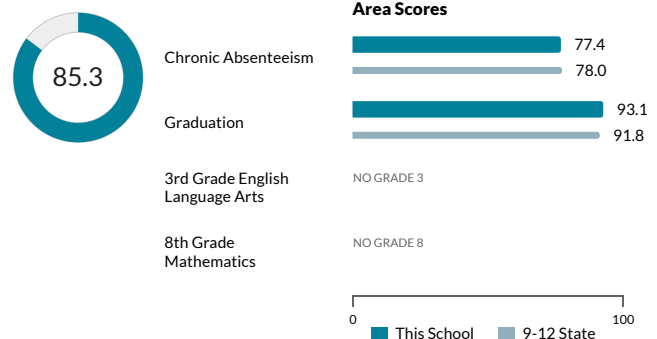 Area Scores
85.3
Chronic Absenteeism
77.4
78.0
Graduation
93.1
91.8
3rd Grade English
Language Arts
NO GRADE 3
8th Grade
Mathematics
NO GRADE 8
0
100
This School
9-12 State